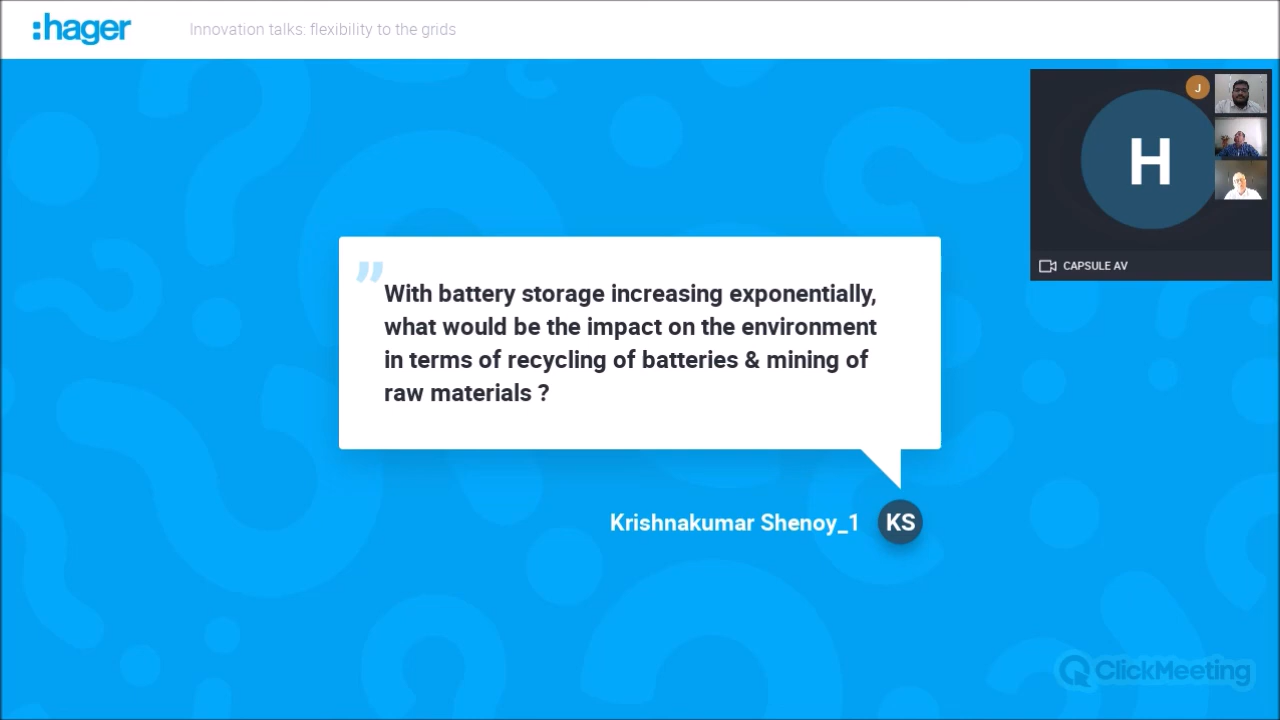 :hager
Innovation talks: flexibility to the grids
J
H
CAPSULE AV
”
With battery storage increasing exponentially,
what would be the impact on the environment
in terms of recycling of batteries & mining of
raw materials ?
Krishnakumar Shenoy_1
KS
ClickMeeting